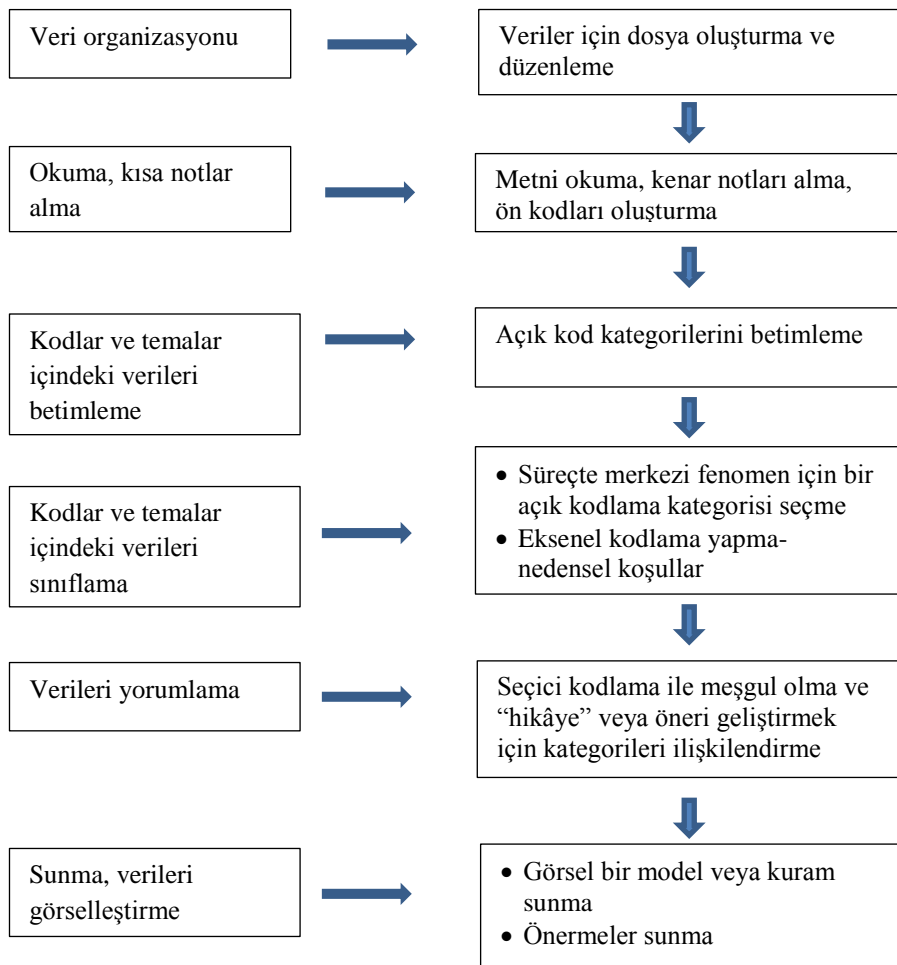 Veri organizasyonu
Veriler için dosya oluşturma ve
düzenleme
Okuma, kısa notlar
alma
Metni okuma, kenar notları alma,
ön kodları oluşturma
Kodlar ve temalar
içindeki verileri
betimleme
Açık kod kategorilerini betimleme
Kodlar ve temalar
içindeki verileri
sınıflama
• Süreçte merkezi fenomen için bir
açık kodlama kategorisi seçme
• Eksenel kodlama yapma-
nedensel koşullar
Verileri yorumlama
Seçici kodlama ile meşgul olma ve
“hikâye” veya öneri geliştirmek
için kategorileri ilişkilendirme
Sunma, verileri
görselleştirme
• Görsel bir model veya kuram
sunma
• Önermeler sunma